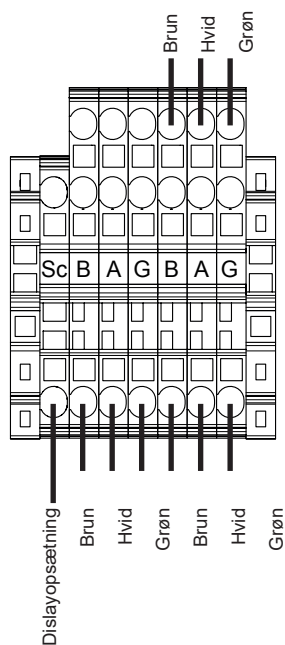 Brun
Hvid
Grøn
Sc B A G B A G
Dislayopsætning
Brun
Hvid
Grøn
Brun
Hvid
Grøn